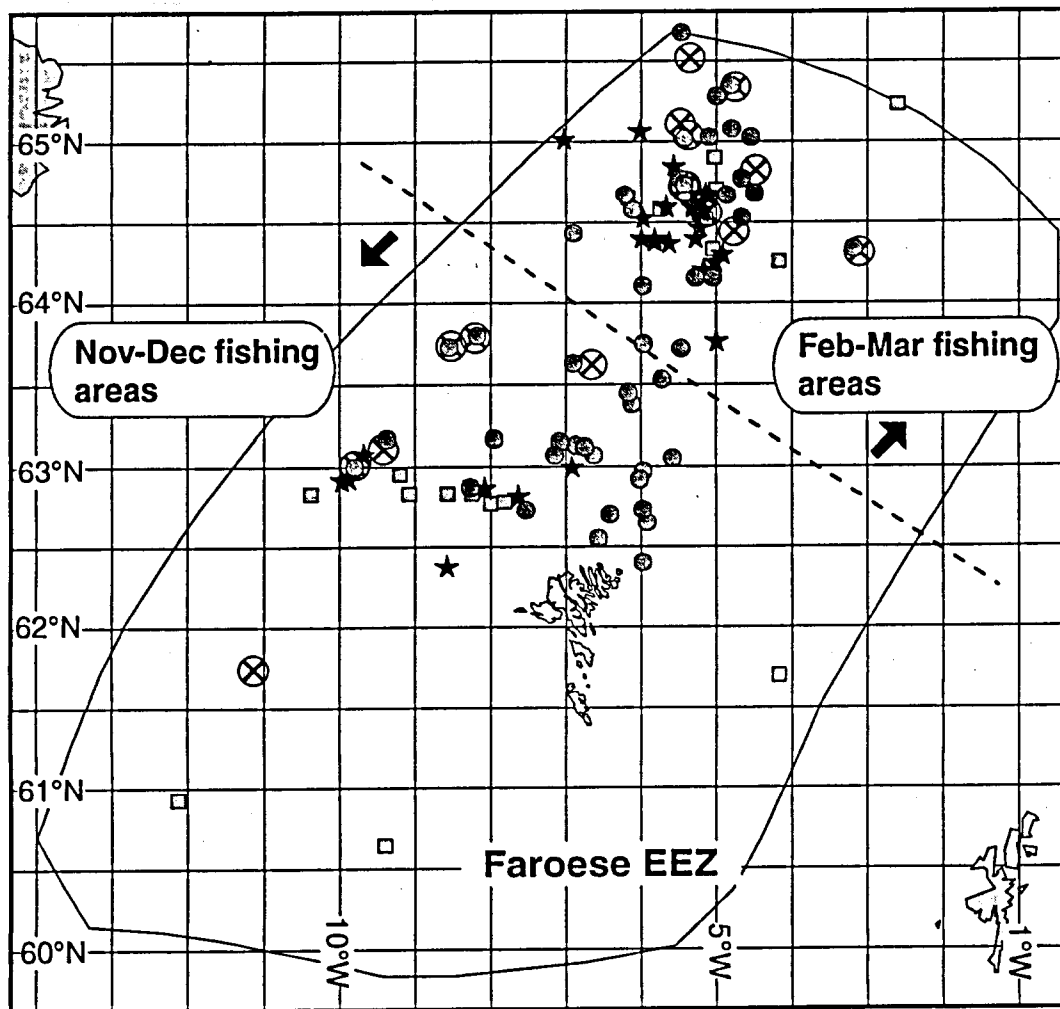 65°N
64°N
Nov-Dec fishing
areas
Feb-Mar fishing
areas
63°N
62°N
61°N
Faroese EEZ
60°N
10°W
5°W
1°W